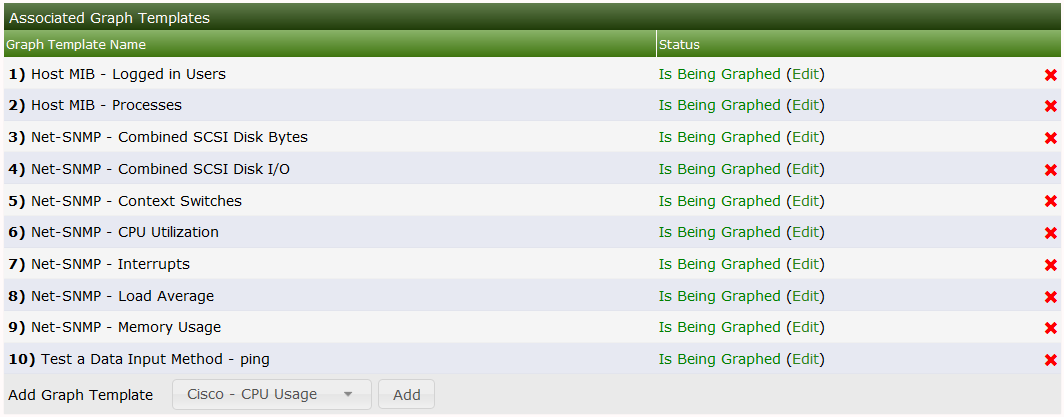 Associated Graph Templates
Graph Template Name Status
1) Host MIB - Logged in Users Is Being Graphed (Edit)
2) Host MIB - Processes Is Being Graphed (Edit)
3) Net-SNMP - Combined SCSI Disk Bytes Is Being Graphed (Edit)
4) Net-SNMP - Combined SCSI Disk I/O Is Being Graphed (Edit)
5) Net-SNMP - Context Switches Is Being Graphed (Edit)
6) Net-SNMP - CPU Utilization Is Being Graphed (Edit)
7) Net-SNMP - Interrupts Is Being Graphed (Edit)
8) Net-SNMP - Load Average Is Being Graphed (Edit)
9) Net-SNMP - Memory Usage Is Being Graphed (Edit)
10) Test a Data Input Method - ping Is Being Graphed (Edit)
Add Graph Template Cisco - CPU Usage Add